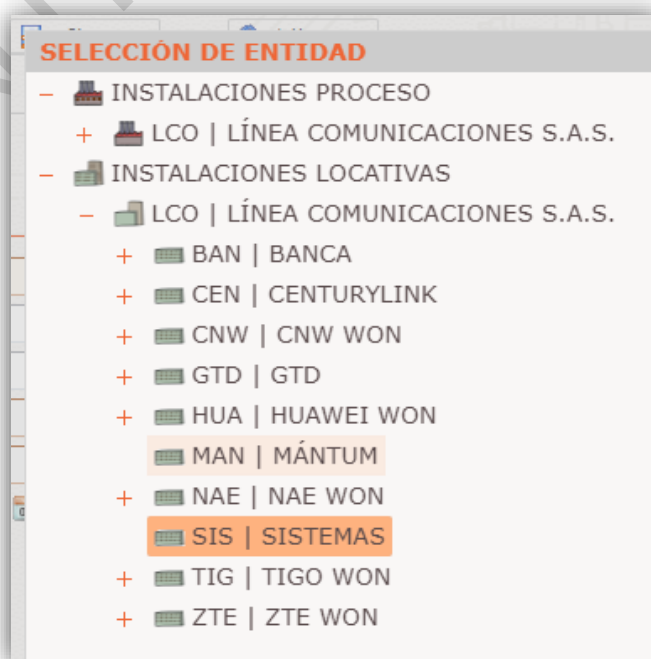 SELECCIÓN DE ENTIDAD
INSTALACIONES PROCESO
LCO | LÍNEA COMUNICACIONES S.A.S.
INSTALACIONES LOCATIVAS
LCO | LÍNEA COMUNICACIONES S.A.S.
BAN | BANCA
CEN | CENTURYLINK
CNW | CNW WON
GTD | GTD
HUA | HUAWEI WON
MAN | MÁNTUM
NAE | NAE WON
SIS | SISTEMAS
TIG | TIGO WON
ZTE | ZTE WON